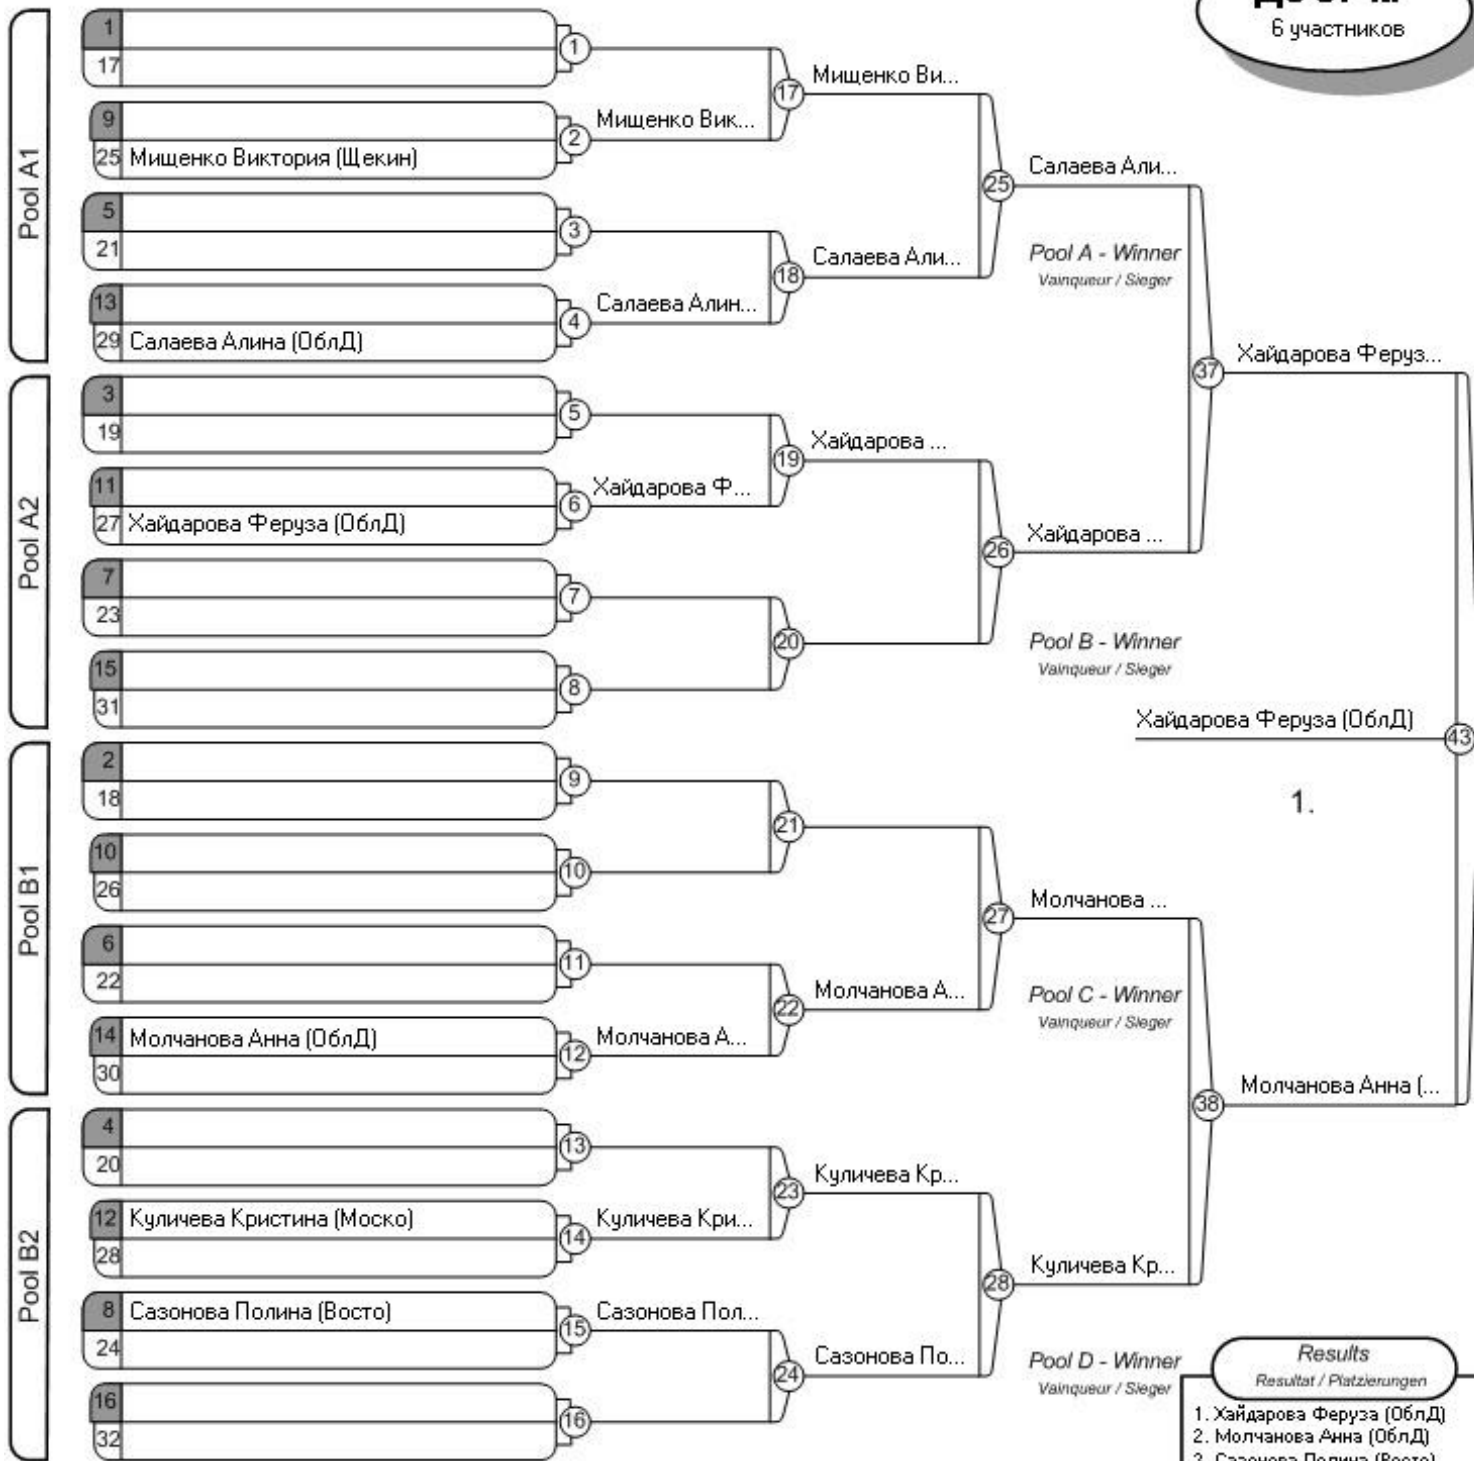 6 участников
Pool A1
1
17
1
9
25 Мищенко Виктория (Щекин)
2
Мищенко Вик...
17
Мищенко Ви...
5
21
3
13
29 Салаева Алина (ОблД)
4
Салаева Алин...
18
Салаева Али...
25
Салаева Али...
Pool A - Winner
Vainqueur / Sieger
Pool A2
3
19
5
11
27 Хайдарова Феруза (ОблД)
6
Хайдарова Ф...
19
Хайдарова ...
7
23
7
15
31
8
20
26
Хайдарова ...
Pool B - Winner
Vainqueur / Sieger
37
Хайдарова Феруз...
Хайдарова Феруза (ОблД)
43
1.
Pool B1
2
18
9
10
26
10
21
6
22
11
14 Молчанова Анна (ОблД)
30
12
Молчанова А...
22
Молчанова А...
27
Молчанова ...
Pool C - Winner
Vainqueur / Sieger
38
Молчанова Анна (...
Pool B2
4
20
13
12 Куличева Кристина (Моско)
28
14
Куличева Кри...
23
Куличева Кр...
8 Сазонова Полина (Восто)
24
15
Сазонова Пол...
16
32
16
24
Сазонова По...
28
Куличева Кр...
Pool D - Winner
Vainqueur / Sieger
Results
Resultat / Platzierungen
1. Хайдарова Феруза (ОблД)
2. Молчанова Анна (ОблД)
Сазонова Полина (Восто)